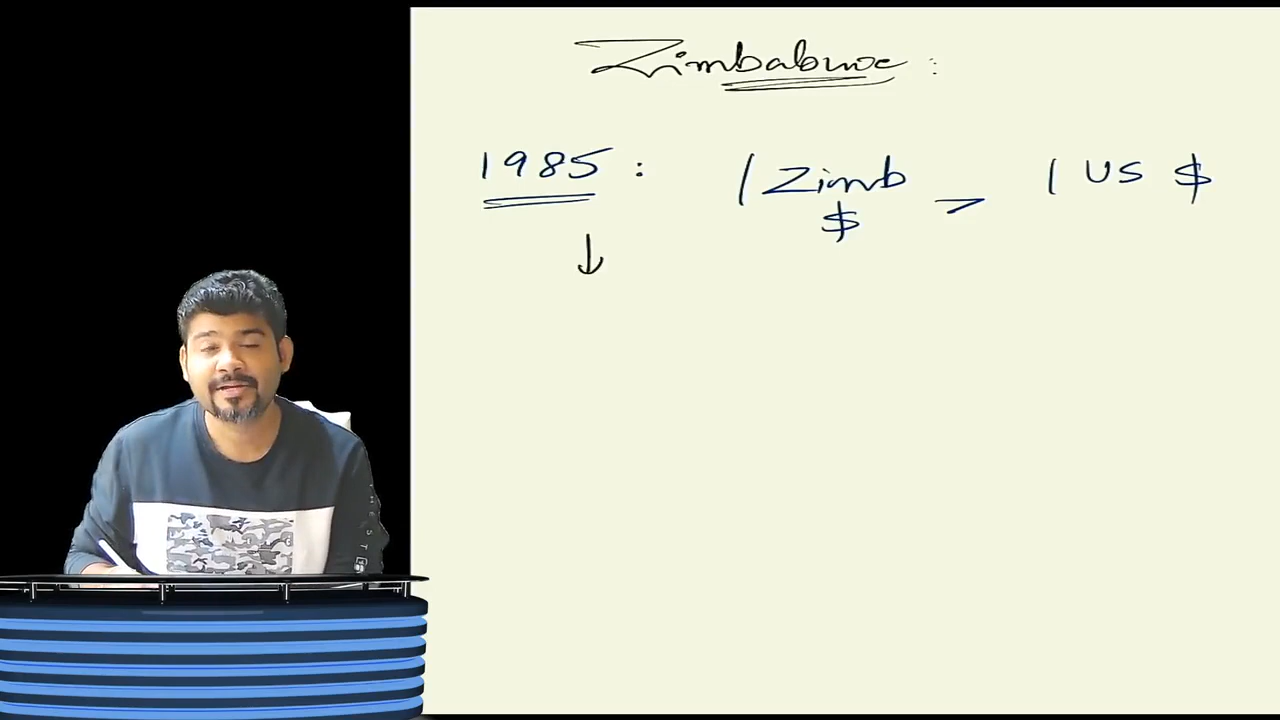 Zimbabwe :
1985 : 1 Zimb $ > 1 US $
↓